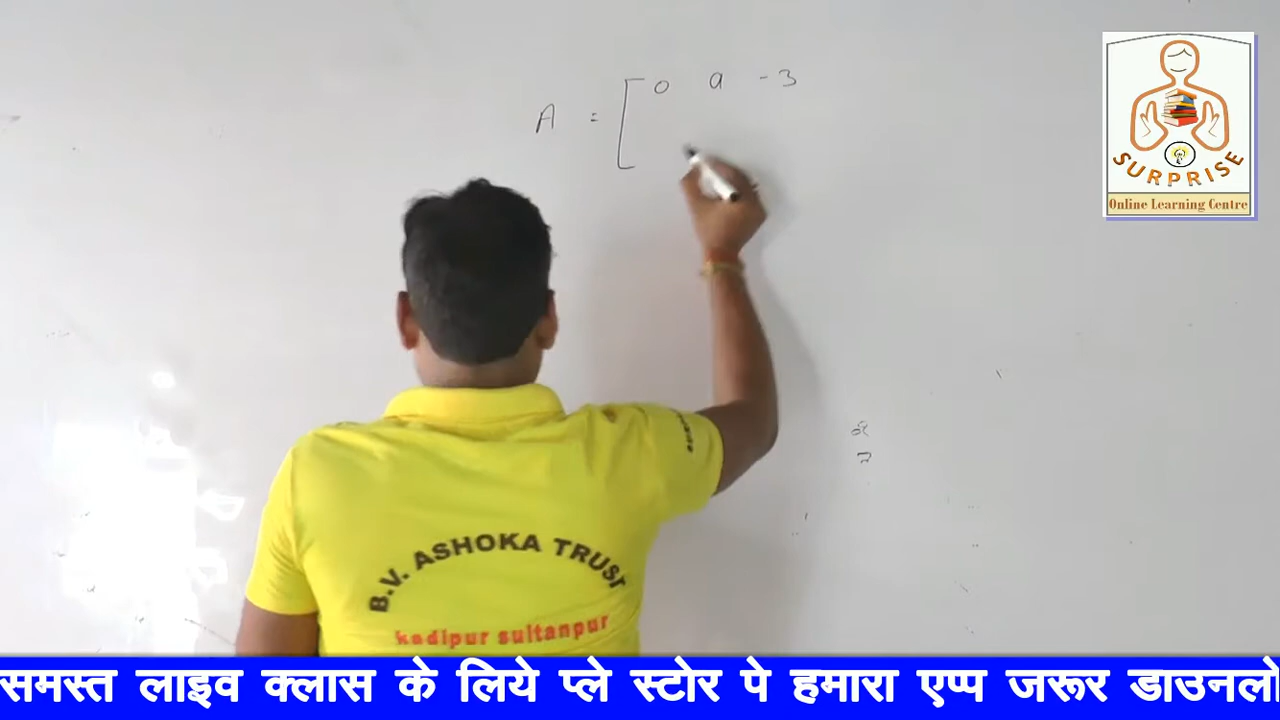 0 a -3
A = [
SURPRISE
Online Learning Centre
B.V. ASHOKA TRUST
kadipur sultanpur
समस्त लाइव क्लास के लिये प्ले स्टोर पे हमारा एप्प जरूर डाउनलो